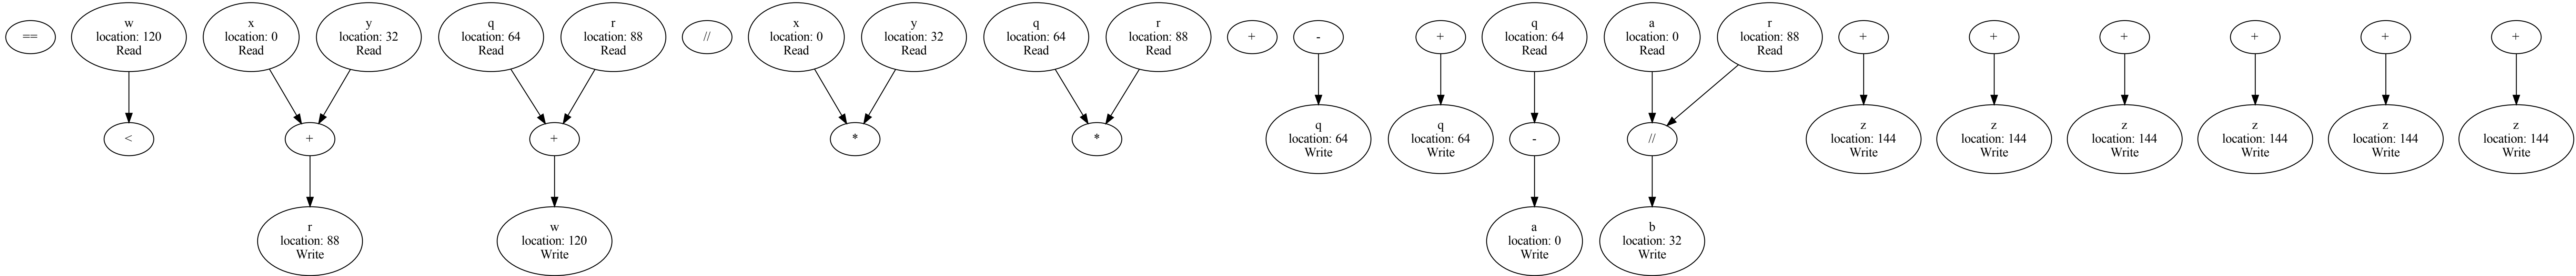 ==
w
location: 120
Read
x
location: 0
Read
y
location: 32
Read
q
location: 64
Read
r
location: 88
Read
//
x
location: 0
Read
y
location: 32
Read
q
location: 64
Read
r
location: 88
Read
+
-
+
q
location: 64
Read
a
location: 0
Read
r
location: 88
Read
+
+
+
+
+
+
<
+
+
*
*
q
location: 64
Write
q
location: 64
Write
-
//
z
location: 144
Write
z
location: 144
Write
z
location: 144
Write
z
location: 144
Write
z
location: 144
Write
z
location: 144
Write
r
location: 88
Write
w
location: 120
Write
a
location: 0
Write
b
location: 32
Write